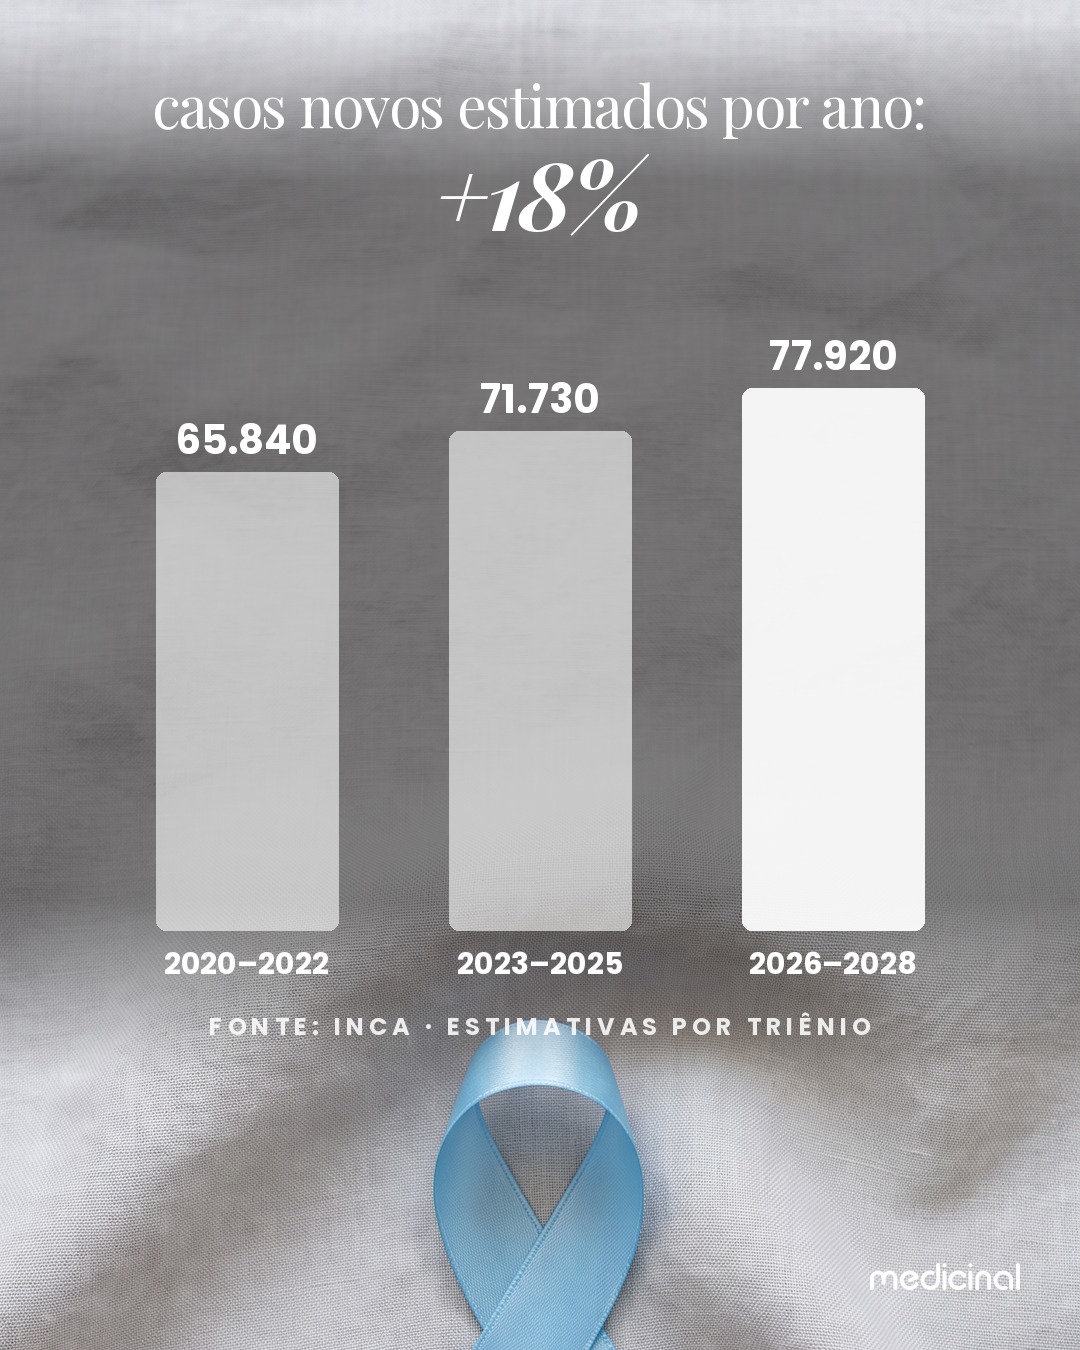 casos novos estimados por ano:
+18%
65.840
71.730
77.920
2020–2022
2023–2025
2026–2028
FONTE: INCA · ESTIMATIVAS POR TRIÊNIO
medicinal